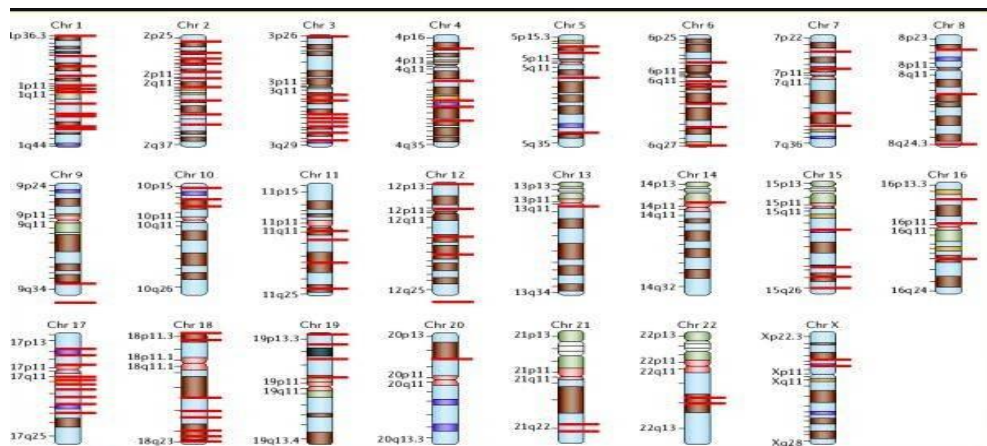 Chr 1 Chr 2 Chr 3 Chr 4 Chr 5 Chr 6 Chr 7 Chr 8
1p36.3 2p25 3p26 4p16 5p15.3 6p25 7p22 8p23
1p11 2p11 3p11 4p11 5p11 6p11 7p11 8p11
1q11 2q11 3q11 4q11 5q11 6q11 7q11 8q11
1q44 2q37 3q29 4q35 5q35 6q27 7q36 8q24.3
Chr 9 Chr 10 Chr 11 Chr 12 Chr 13 Chr 14 Chr 15 Chr 16
9p24 10p15 11p15 12p13 13p13 14p13 15p13 16p13.3
9p11 10p11 11p11 12p11 13p11 14p11 15p11 16p11
9q11 10q11 11q11 12q11 13q11 14q11 15q11 16q11
9q34 10q26 11q25 12q25 13q34 14q32 15q26 16q24
Chr 17 Chr 18 Chr 19 Chr 20 Chr 21 Chr 22 Chr X
17p13 18p11.3 19p13.3 20p13 21p13 22p13 Xp22.3
17p11 18p11.1 19p11 20p11 21p11 22p11 Xp11
17q11 18q11.1 19q11 20q11 21q11 22q11 Xq11
17q25 18q23 19q13.4 20q13.3 21q22 22q13 Xq28